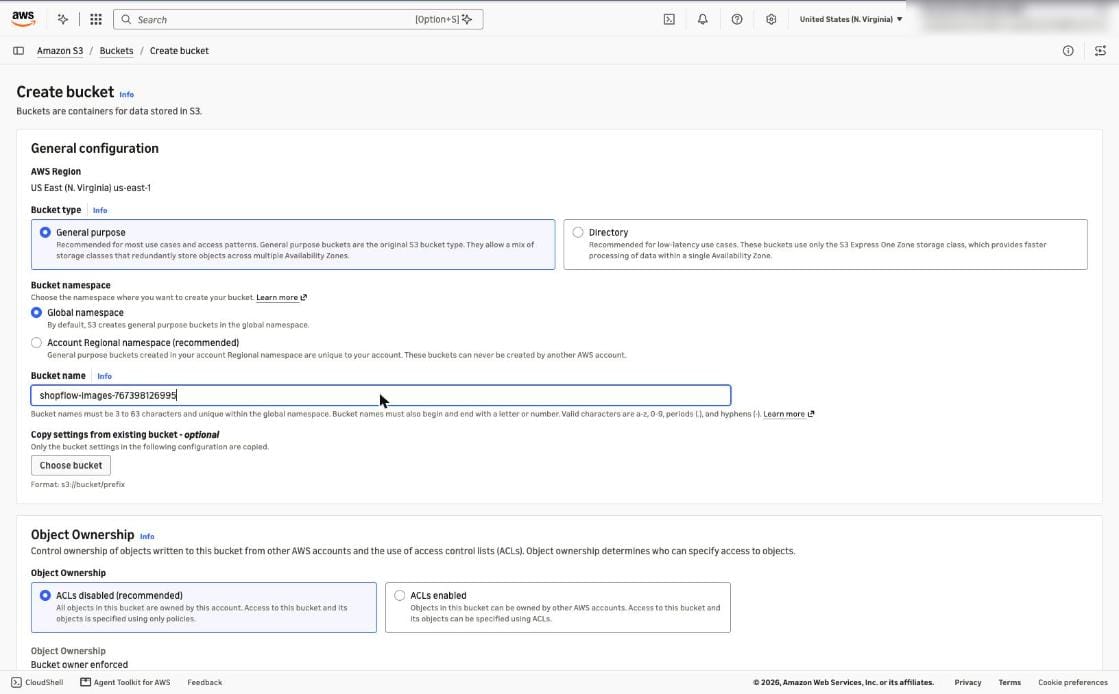 aws
Search [Option+S]
United States (N. Virginia) ▼
Amazon S3 / Buckets / Create bucket
Create bucket Info
Buckets are containers for data stored in S3.
General configuration
AWS Region
US East (N. Virginia) us-east-1
Bucket type Info
General purpose
Recommended for most use cases and access patterns. General purpose buckets are the original S3 bucket type. They allow a mix of
storage classes that redundantly store objects across multiple Availability Zones.
Directory
Recommended for low-latency use cases. These buckets use only the S3 Express One Zone storage class, which provides faster
processing of data within a single Availability Zone.
Bucket namespace
Choose the namespace where you want to create your bucket. Learn more
Global namespace
By default, S3 creates general purpose buckets in the global namespace.
Account Regional namespace (recommended)
General purpose buckets created in your account Regional namespace are unique to your account. These buckets can never be created by another AWS account.
Bucket name Info
shopflow-images-767398126995
Bucket names must be 3 to 63 characters and unique within the global namespace. Bucket names must also begin and end with a letter or number. Valid characters are a-z, 0-9, periods (.), and hyphens (-). Learn more
Copy settings from existing bucket - optional
Only the bucket settings in the following configuration are copied.
Choose bucket
Format: s3://bucket/prefix
Object Ownership Info
Control ownership of objects written to this bucket from other AWS accounts and the use of access control lists (ACLs). Object ownership determines who can specify access to objects.
Object Ownership
ACLs disabled (recommended)
All objects in this bucket are owned by this account. Access to this bucket and its
objects is specified using only policies.
ACLs enabled
Objects in this bucket can be owned by other AWS accounts. Access to this bucket and
its objects can be specified using ACLs.
Object Ownership
Bucket owner enforced
CloudShell Agent Toolkit for AWS Feedback © 2026, Amazon Web Services, Inc. or its affiliates. Privacy Terms Cookie preferences